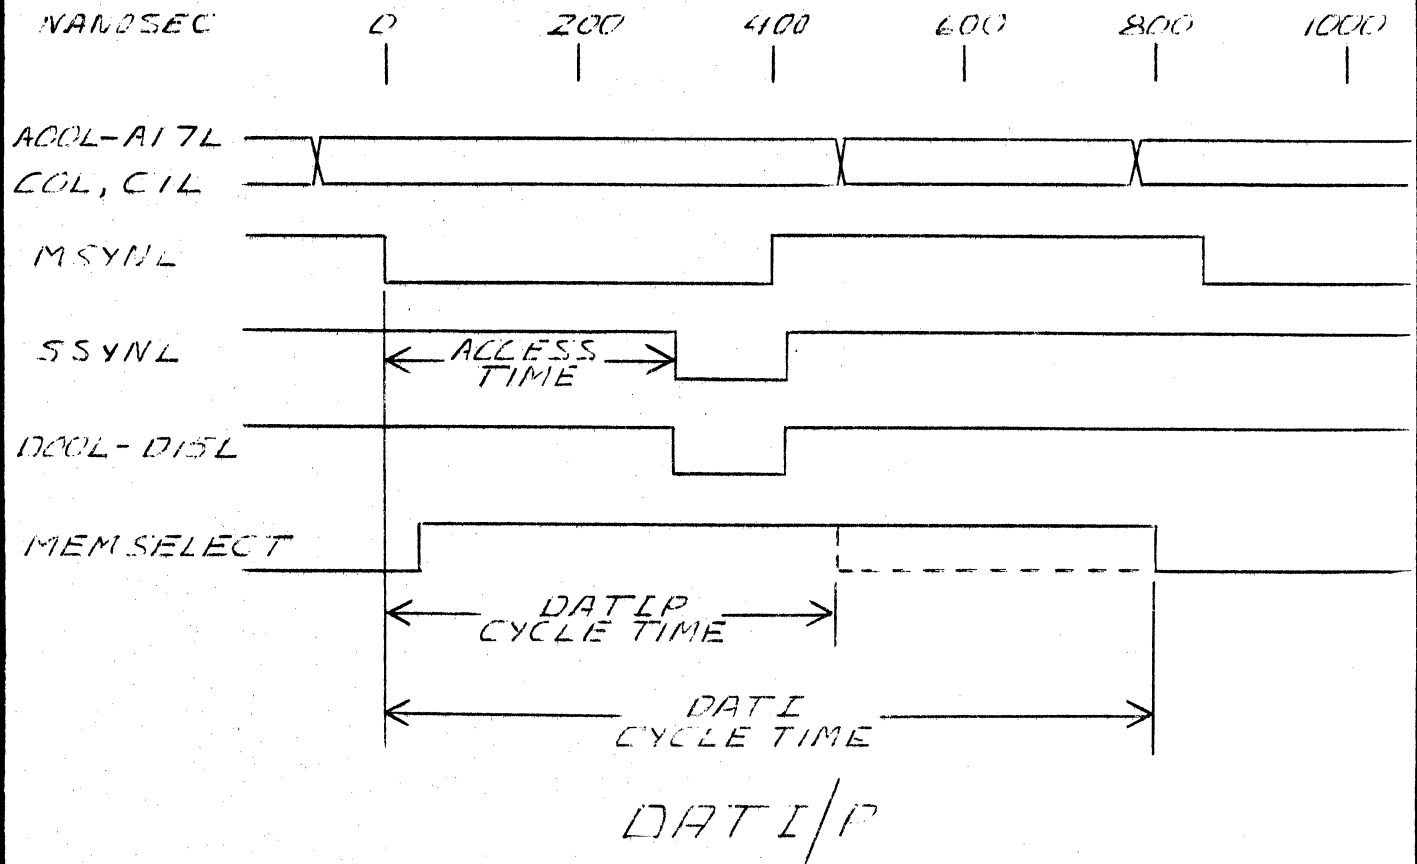 NANOSEC 0 200 400 600 800 1000
A00L-A17L
C0L, C1L
MSYNL
SSYNL
ACCESS
TIME
D00L-D15L
MEMSELECT
DATIP
CYCLE TIME
DATI
CYCLE TIME
DATI/P